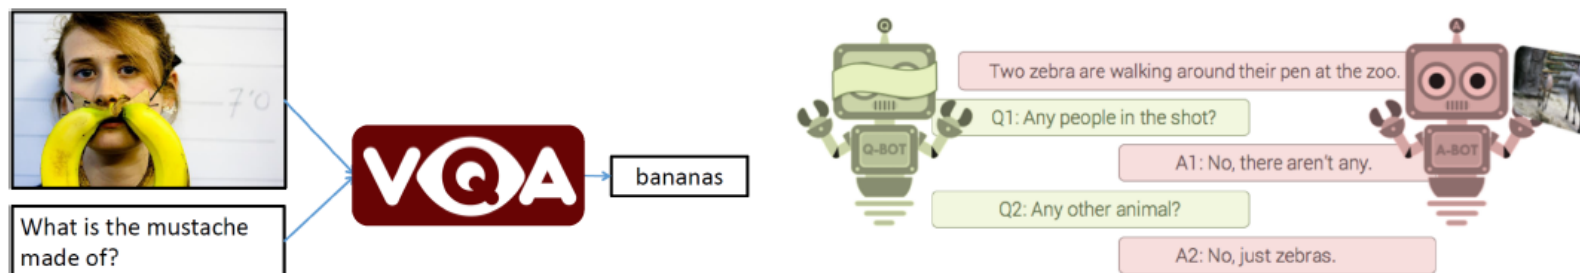 7'0
What is the mustache
made of?
VQA
bananas
Q
A
Two zebra are walking around their pen at the zoo.
Q1: Any people in the shot?
Q-BOT
A1: No, there aren't any.
A-BOT
Q2: Any other animal?
A2: No, just zebras.